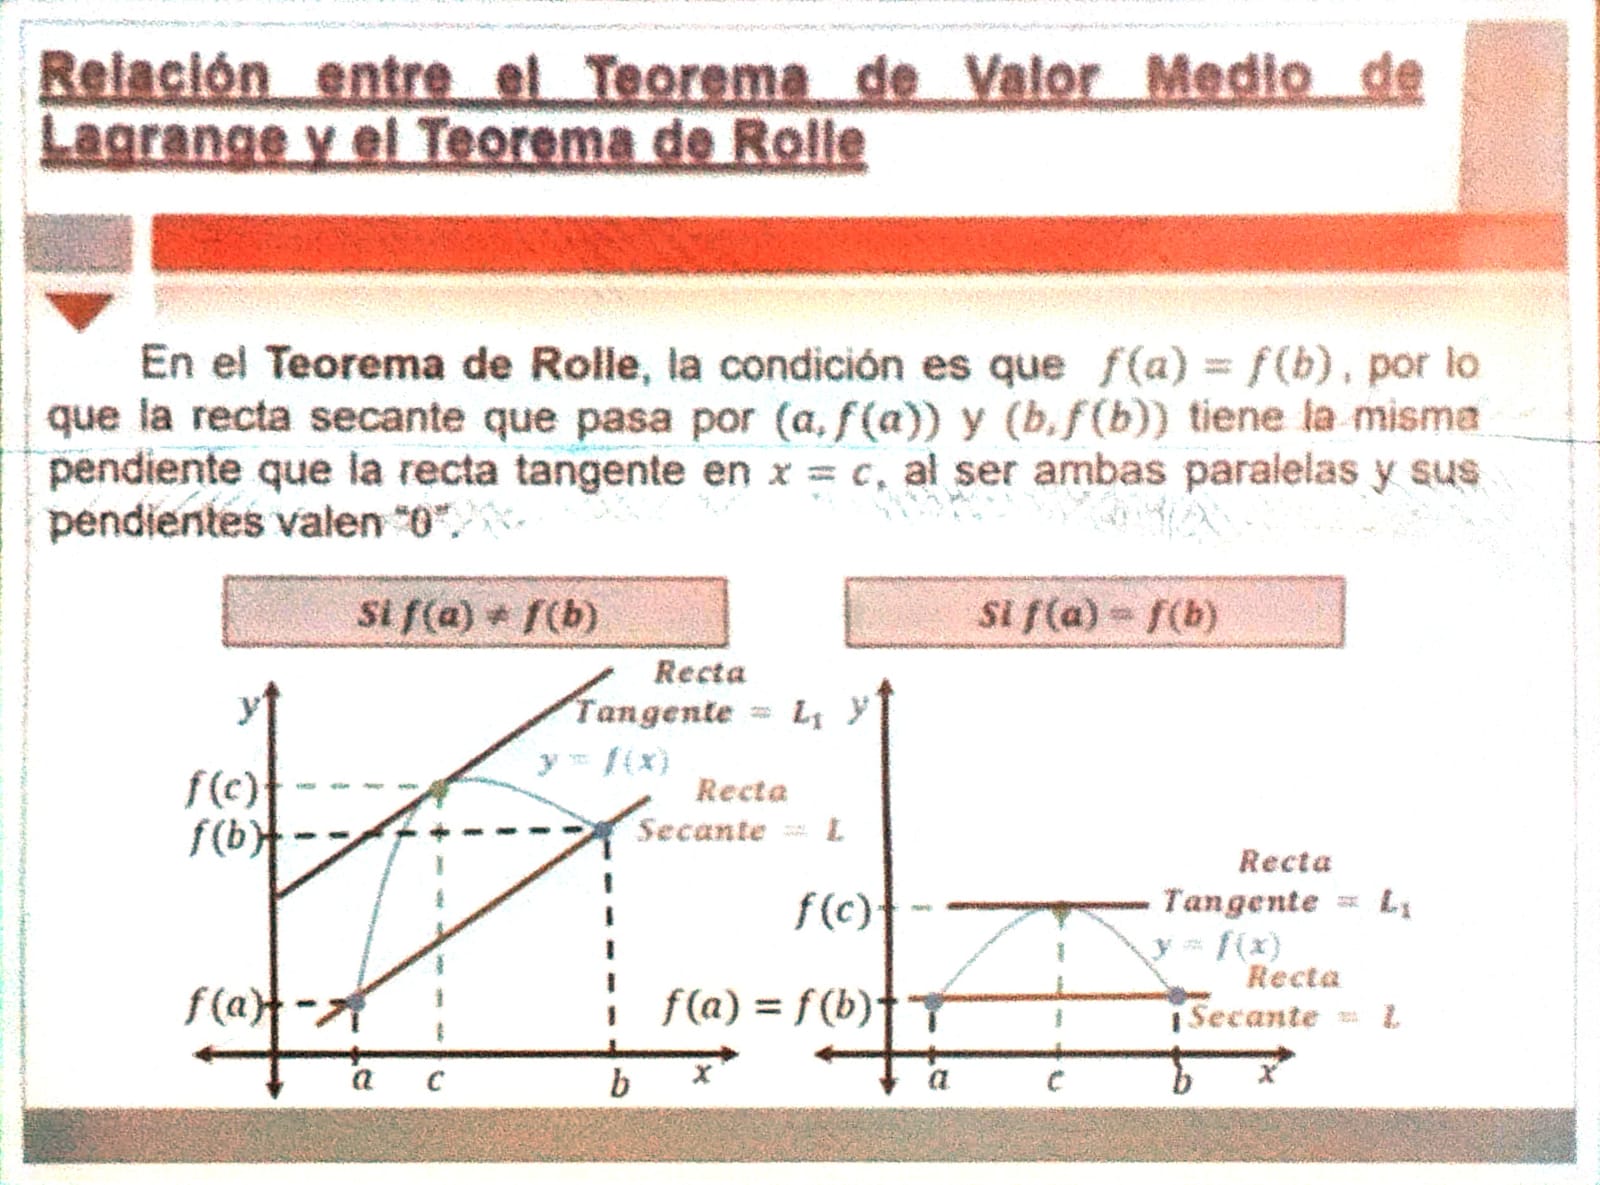 Relación entre el Teorema de Valor Medio de
Lagrange y el Teorema de Rolle
En el Teorema de Rolle, la condición es que f(a) = f(b), por lo
que la recta secante que pasa por (a, f(a)) y (b, f(b)) tiene la misma
pendiente que la recta tangente en x = c, al ser ambas paralelas y sus
pendientes valen "0".
Si f(a) ≠ f(b)
Recta
Tangente = L₁
y
y = f(x)
f(c)
Recta
Secante = L
f(b)
f(a)
a
c
b
x
Si f(a) = f(b)
y
Recta
Tangente = L₁
f(c)
y = f(x)
Recta
Secante = L
f(a) = f(b)
a
c
b
x